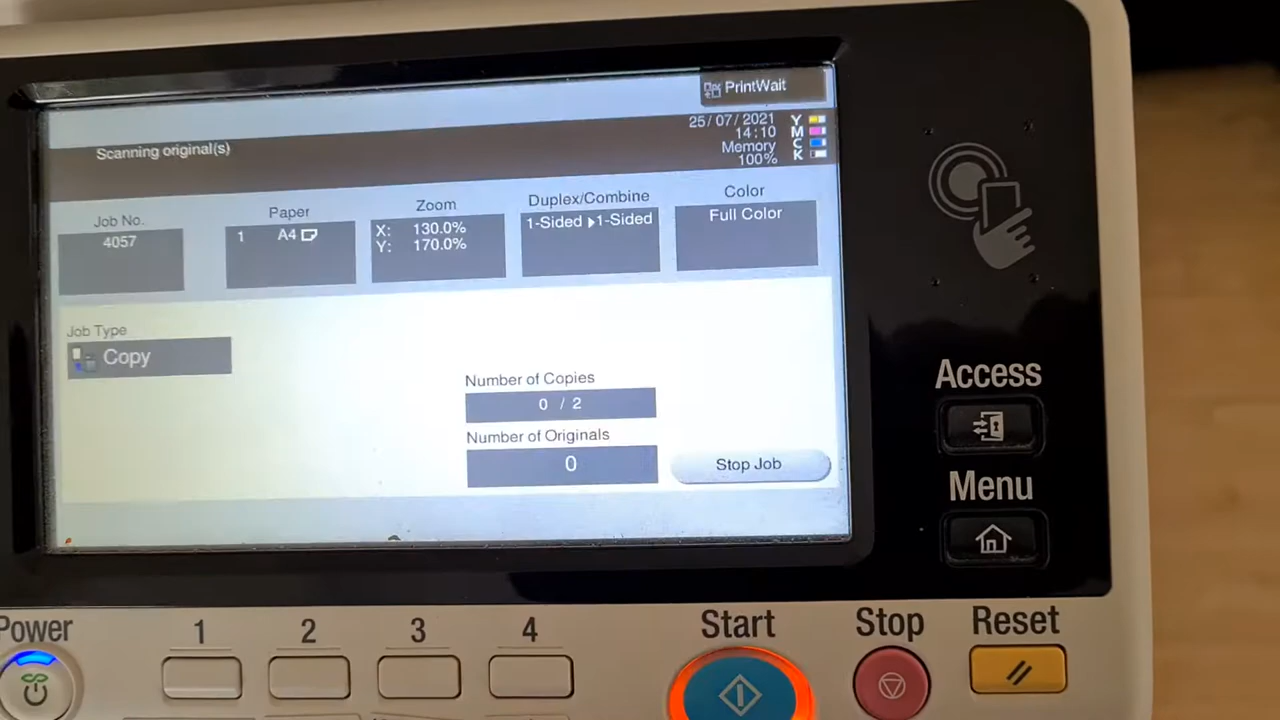 PrintWait
25/07/2021
14:10
Memory
100%
Y
M
C
K
Scanning original(s)
Job No.
4057
Paper
1 A4
Zoom
X: 130.0%
Y: 170.0%
Duplex/Combine
1-Sided ▶1-Sided
Color
Full Color
Job Type
Copy
Number of Copies
0 / 2
Number of Originals
0
Stop Job
Access
Menu
Power
1
2
3
4
Start
Stop
Reset